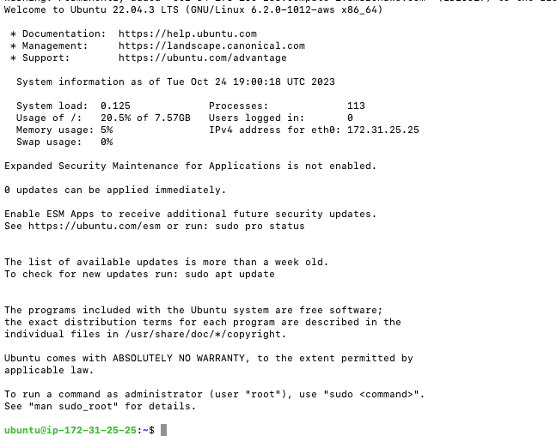 Welcome to Ubuntu 22.04.3 LTS (GNU/Linux 6.2.0-1012-aws x86_64)
* Documentation: https://help.ubuntu.com
* Management: https://landscape.canonical.com
* Support: https://ubuntu.com/advantage
System information as of Tue Oct 24 19:00:18 UTC 2023
System load: 0.125 Processes: 113
Usage of /: 20.5% of 7.57GB Users logged in: 0
Memory usage: 5% IPv4 address for eth0: 172.31.25.25
Swap usage: 0%
Expanded Security Maintenance for Applications is not enabled.
0 updates can be applied immediately.
Enable ESM Apps to receive additional future security updates.
See https://ubuntu.com/esm or run: sudo pro status
The list of available updates is more than a week old.
To check for new updates run: sudo apt update
The programs included with the Ubuntu system are free software;
the exact distribution terms for each program are described in the
individual files in /usr/share/doc/*/copyright.
Ubuntu comes with ABSOLUTELY NO WARRANTY, to the extent permitted by
applicable law.
To run a command as administrator (user "root"), use "sudo <command>".
See "man sudo_root" for details.
ubuntu@ip-172-31-25-25:~$